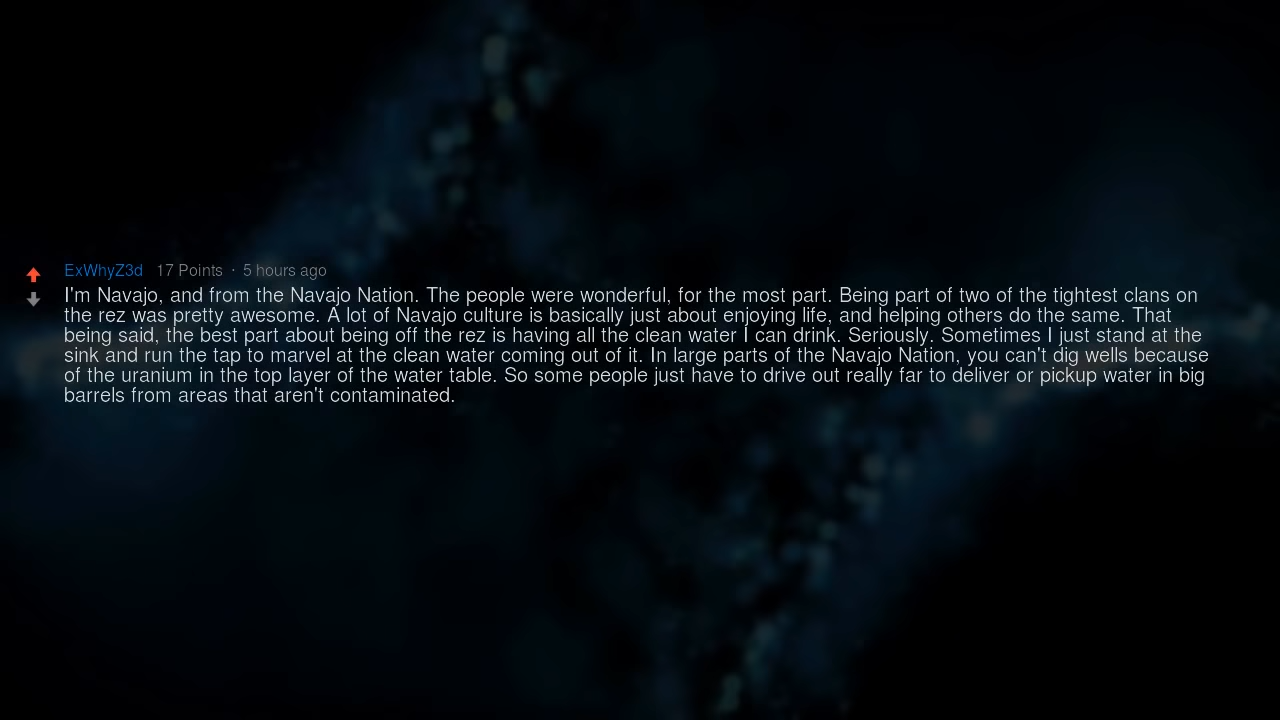 ExWhyZ3d 17 Points · 5 hours ago
I'm Navajo, and from the Navajo Nation. The people were wonderful, for the most part. Being part of two of the tightest clans on
the rez was pretty awesome. A lot of Navajo culture is basically just about enjoying life, and helping others do the same. That
being said, the best part about being off the rez is having all the clean water I can drink. Seriously. Sometimes I just stand at the
sink and run the tap to marvel at the clean water coming out of it. In large parts of the Navajo Nation, you can't dig wells because
of the uranium in the top layer of the water table. So some people just have to drive out really far to deliver or pickup water in big
barrels from areas that aren't contaminated.